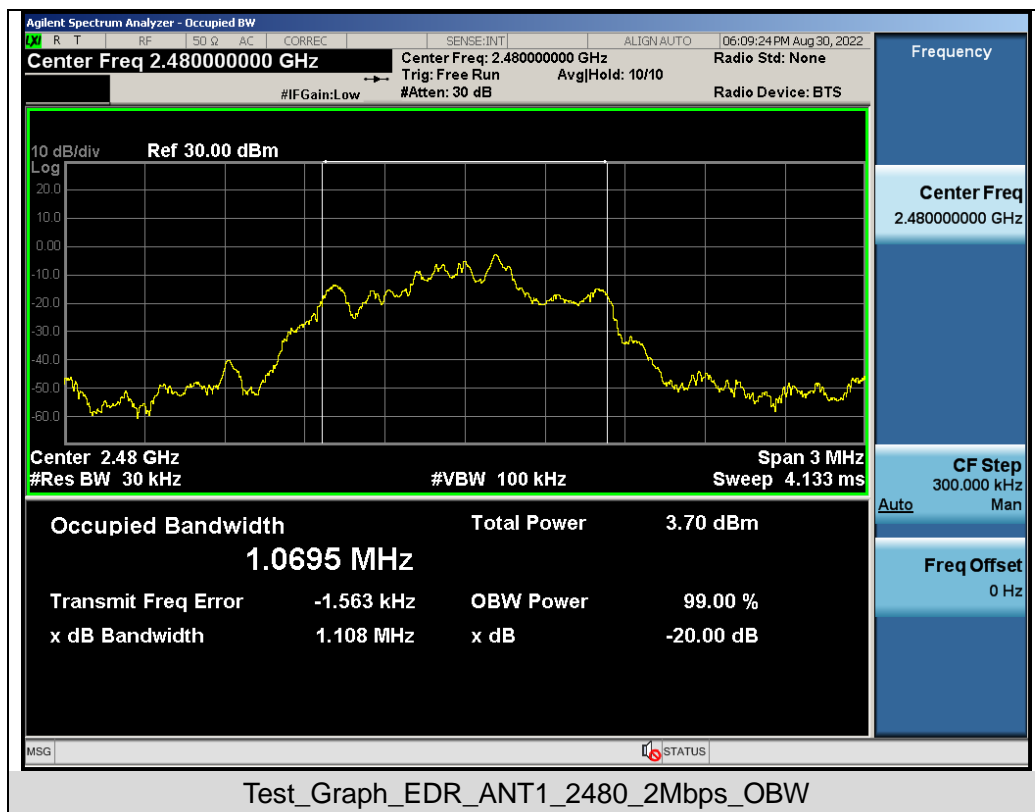 Agilent Spectrum Analyzer - Occupied BW
LXI R T RF 50 Ω AC CORREC SENSE:INT ALIGN AUTO 06:09:24 PM Aug 30, 2022
Center Freq 2.480000000 GHz
Center Freq: 2.480000000 GHz
Radio Std: None
Trig: Free Run Avg|Hold: 10/10
#IFGain:Low
#Atten: 30 dB
Radio Device: BTS
Frequency
10 dB/div Ref 30.00 dBm
Log
20.0
10.0
0.00
-10.0
-20.0
-30.0
-40.0
-50.0
-60.0
Center 2.48 GHz Span 3 MHz
#Res BW 30 kHz #VBW 100 kHz Sweep 4.133 ms
Center Freq
2.480000000 GHz
CF Step
300.000 kHz
Auto Man
Freq Offset
0 Hz
Occupied Bandwidth Total Power 3.70 dBm
1.0695 MHz
Transmit Freq Error -1.563 kHz OBW Power 99.00 %
x dB Bandwidth 1.108 MHz x dB -20.00 dB
MSG STATUS
Test_Graph_EDR_ANT1_2480_2Mbps_OBW